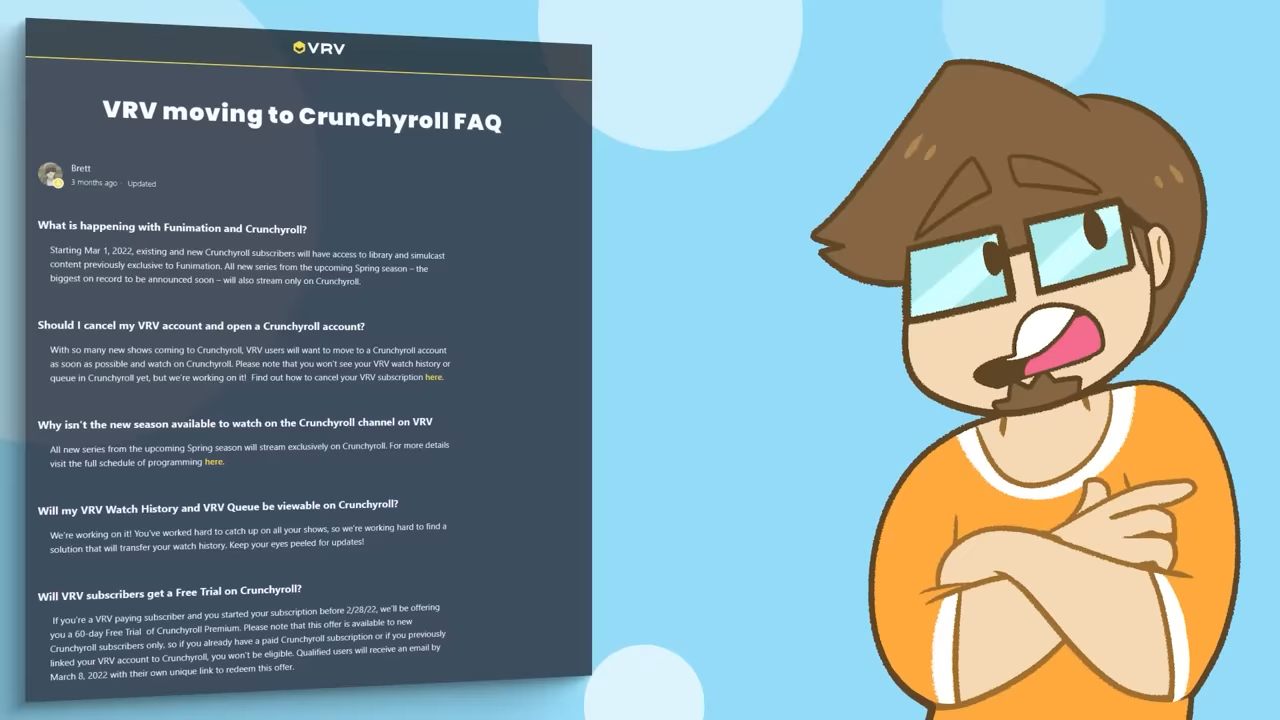 VRV
VRV moving to Crunchyroll FAQ
Brett
3 months ago · Updated
What is happening with Funimation and Crunchyroll?
Starting Mar 1, 2022, existing and new Crunchyroll subscribers will have access to library and simulcast
content previously exclusive to Funimation. All new series from the upcoming Spring season – the
biggest on record to be announced soon – will also stream only on Crunchyroll.
Should I cancel my VRV account and open a Crunchyroll account?
With so many new shows coming to Crunchyroll, VRV users will want to move to a Crunchyroll account
as soon as possible and watch on Crunchyroll. Please note that you won't see your VRV watch history or
queue in Crunchyroll yet, but we're working on it! Find out how to cancel your VRV subscription here.
Why isn't the new season available to watch on the Crunchyroll channel on VRV
All new series from the upcoming Spring season will stream exclusively on Crunchyroll. For more details
visit the full schedule of programming here.
Will my VRV Watch History and VRV Queue be viewable on Crunchyroll?
We're working on it! You've worked hard to catch up on all your shows, so we're working hard to find a
solution that will transfer your watch history. Keep your eyes peeled for updates!
Will VRV subscribers get a Free Trial on Crunchyroll?
If you're a VRV paying subscriber and you started your subscription before 2/28/22, we'll be offering
you a 60-day Free Trial of Crunchyroll Premium. Please note that this offer is available to new
Crunchyroll subscribers only, so if you already have a paid Crunchyroll subscription or if you previously
linked your VRV account to Crunchyroll, you won't be eligible. Qualified users will receive an email by
March 8, 2022 with their own unique link to redeem this offer.